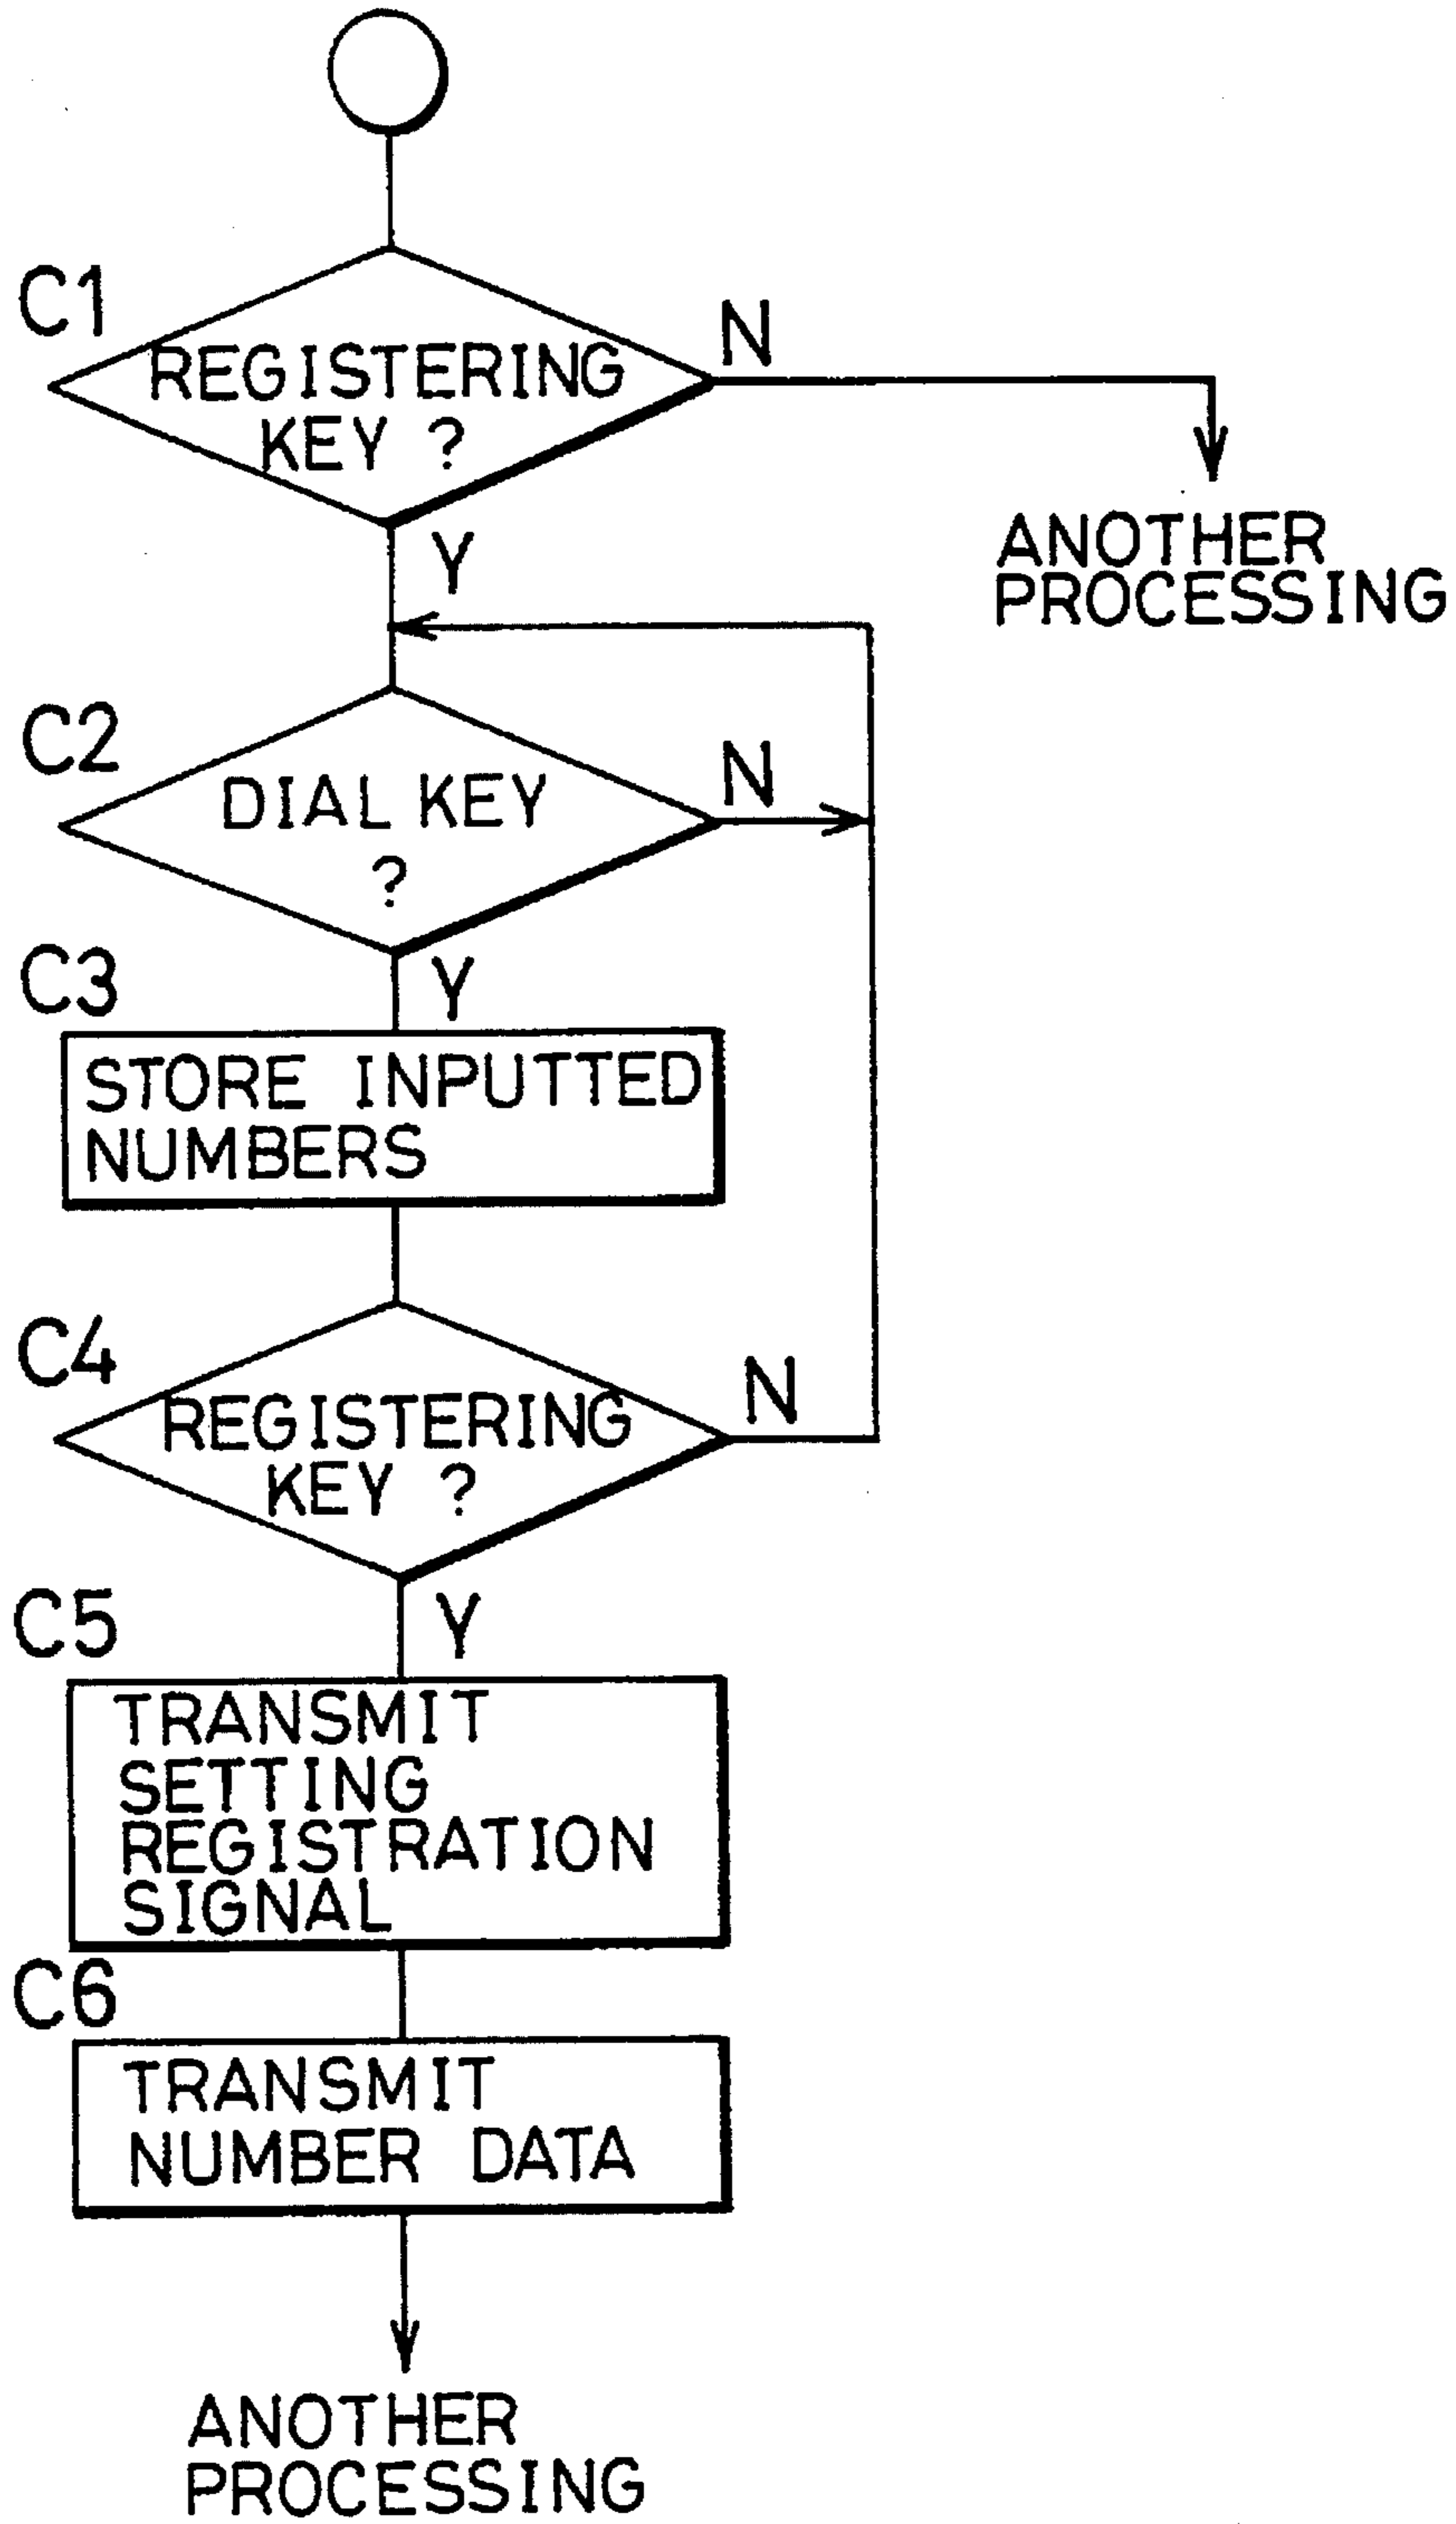 C1
REGISTERING
KEY ?
N
Y
ANOTHER
PROCESSING
C2
DIAL KEY
?
N
Y
C3
STORE INPUTTED
NUMBERS
C4
REGISTERING
KEY ?
N
Y
C5
TRANSMIT
SETTING
REGISTRATION
SIGNAL
C6
TRANSMIT
NUMBER DATA
ANOTHER
PROCESSING